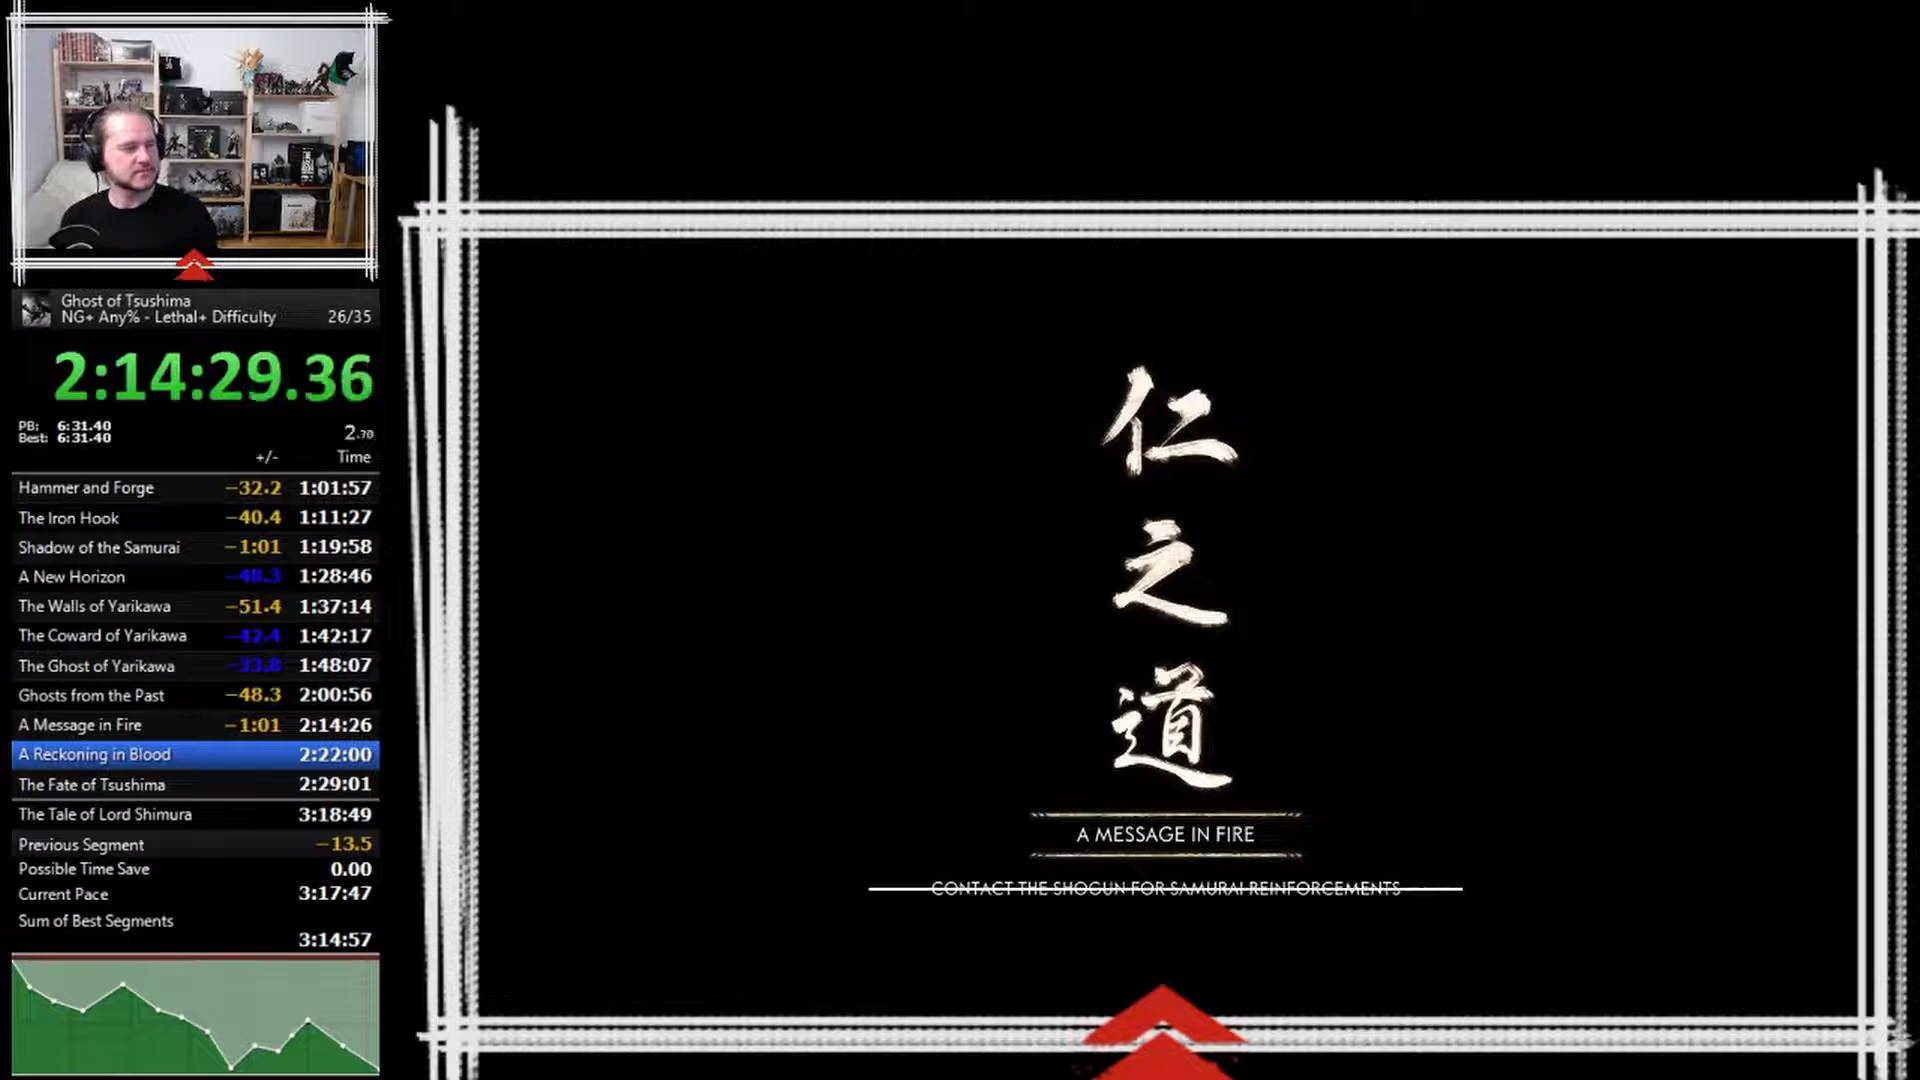 Ghost of Tsushima
NG+ Any% - Lethal+ Difficulty 26/35
2:14:29.36
PB: 6:31.40
Best: 6:31.40
2.70
+/- Time
Hammer and Forge −32.2 1:01:57
The Iron Hook −40.4 1:11:27
Shadow of the Samurai −1:01 1:19:58
A New Horizon −48.3 1:28:46
The Walls of Yarikawa −51.4 1:37:14
The Coward of Yarikawa −42.4 1:42:17
The Ghost of Yarikawa −33.8 1:48:07
Ghosts from the Past −48.3 2:00:56
A Message in Fire −1:01 2:14:26
A Reckoning in Blood 2:22:00
The Fate of Tsushima 2:29:01
The Tale of Lord Shimura 3:18:49
Previous Segment −13.5
Possible Time Save 0.00
Current Pace 3:17:47
Sum of Best Segments
3:14:57
仁之道
A MESSAGE IN FIRE
CONTACT THE SHOGUN FOR SAMURAI REINFORCEMENTS